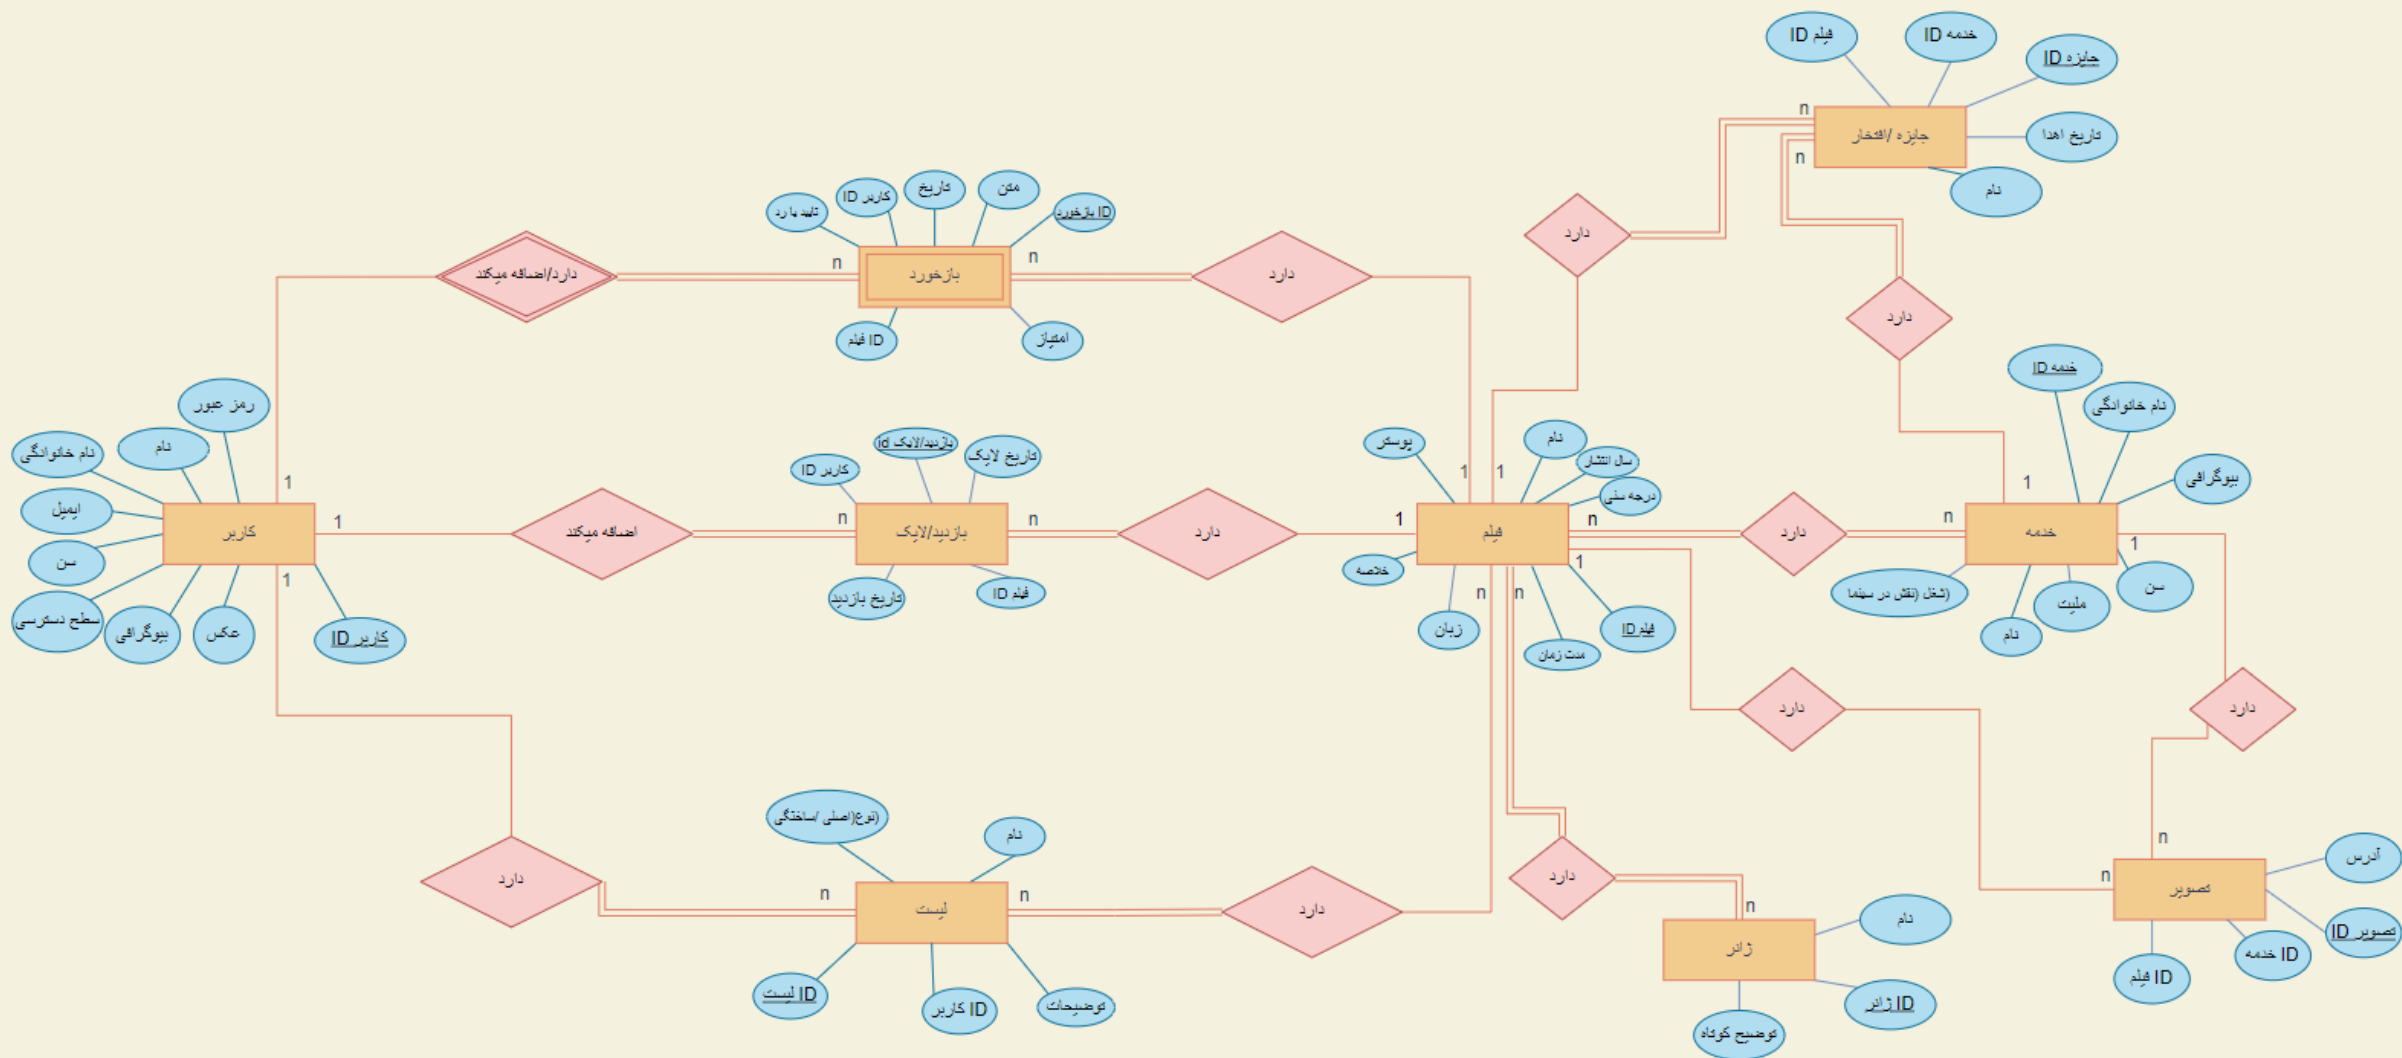 فیلم ID
خدمه ID
جایزه ID
تاریخ اهدا
نام
جایزه /افتخار
n
n
دارد
دارد
تایید یا رد
کاربر ID
تاریخ
متن
ID بازخورد
بازخورد
n
n
ID فیلم
امتیاز
دارد/اضافه میکند
دارد
رمز عبور
نام
نام خانوادگی
ایمیل
سن
سطح دسترسی
بیوگرافی
عکس
کاربر ID
کاربر
1
1
1
اضافه میکند
کاربر ID
بازدید/لایک id
تاریخ لایک
بازدید/لایک
n
n
تاریخ بازدید
فیلم ID
دارد
پوستر
نام
سال انتشار
درجه سنی
فیلم
1
1
1
n
1
n
n
خلاصه
زبان
مدت زمان
فیلم ID
دارد
خدمه ID
نام خانوادگی
بیوگرافی
خدمه
1
n
1
شغل (نقش در سینما)
نام
ملیت
سن
دارد
دارد
دارد
نوع(اصلی /ساختگی)
نام
لیست
n
n
ID لیست
ID کاربر
توضیحات
دارد
دارد
n
ژانر
نام
ID ژانر
توضیح کوتاه
n
n
تصویر
آدرس
تصویر ID
ID خدمه
ID فیلم